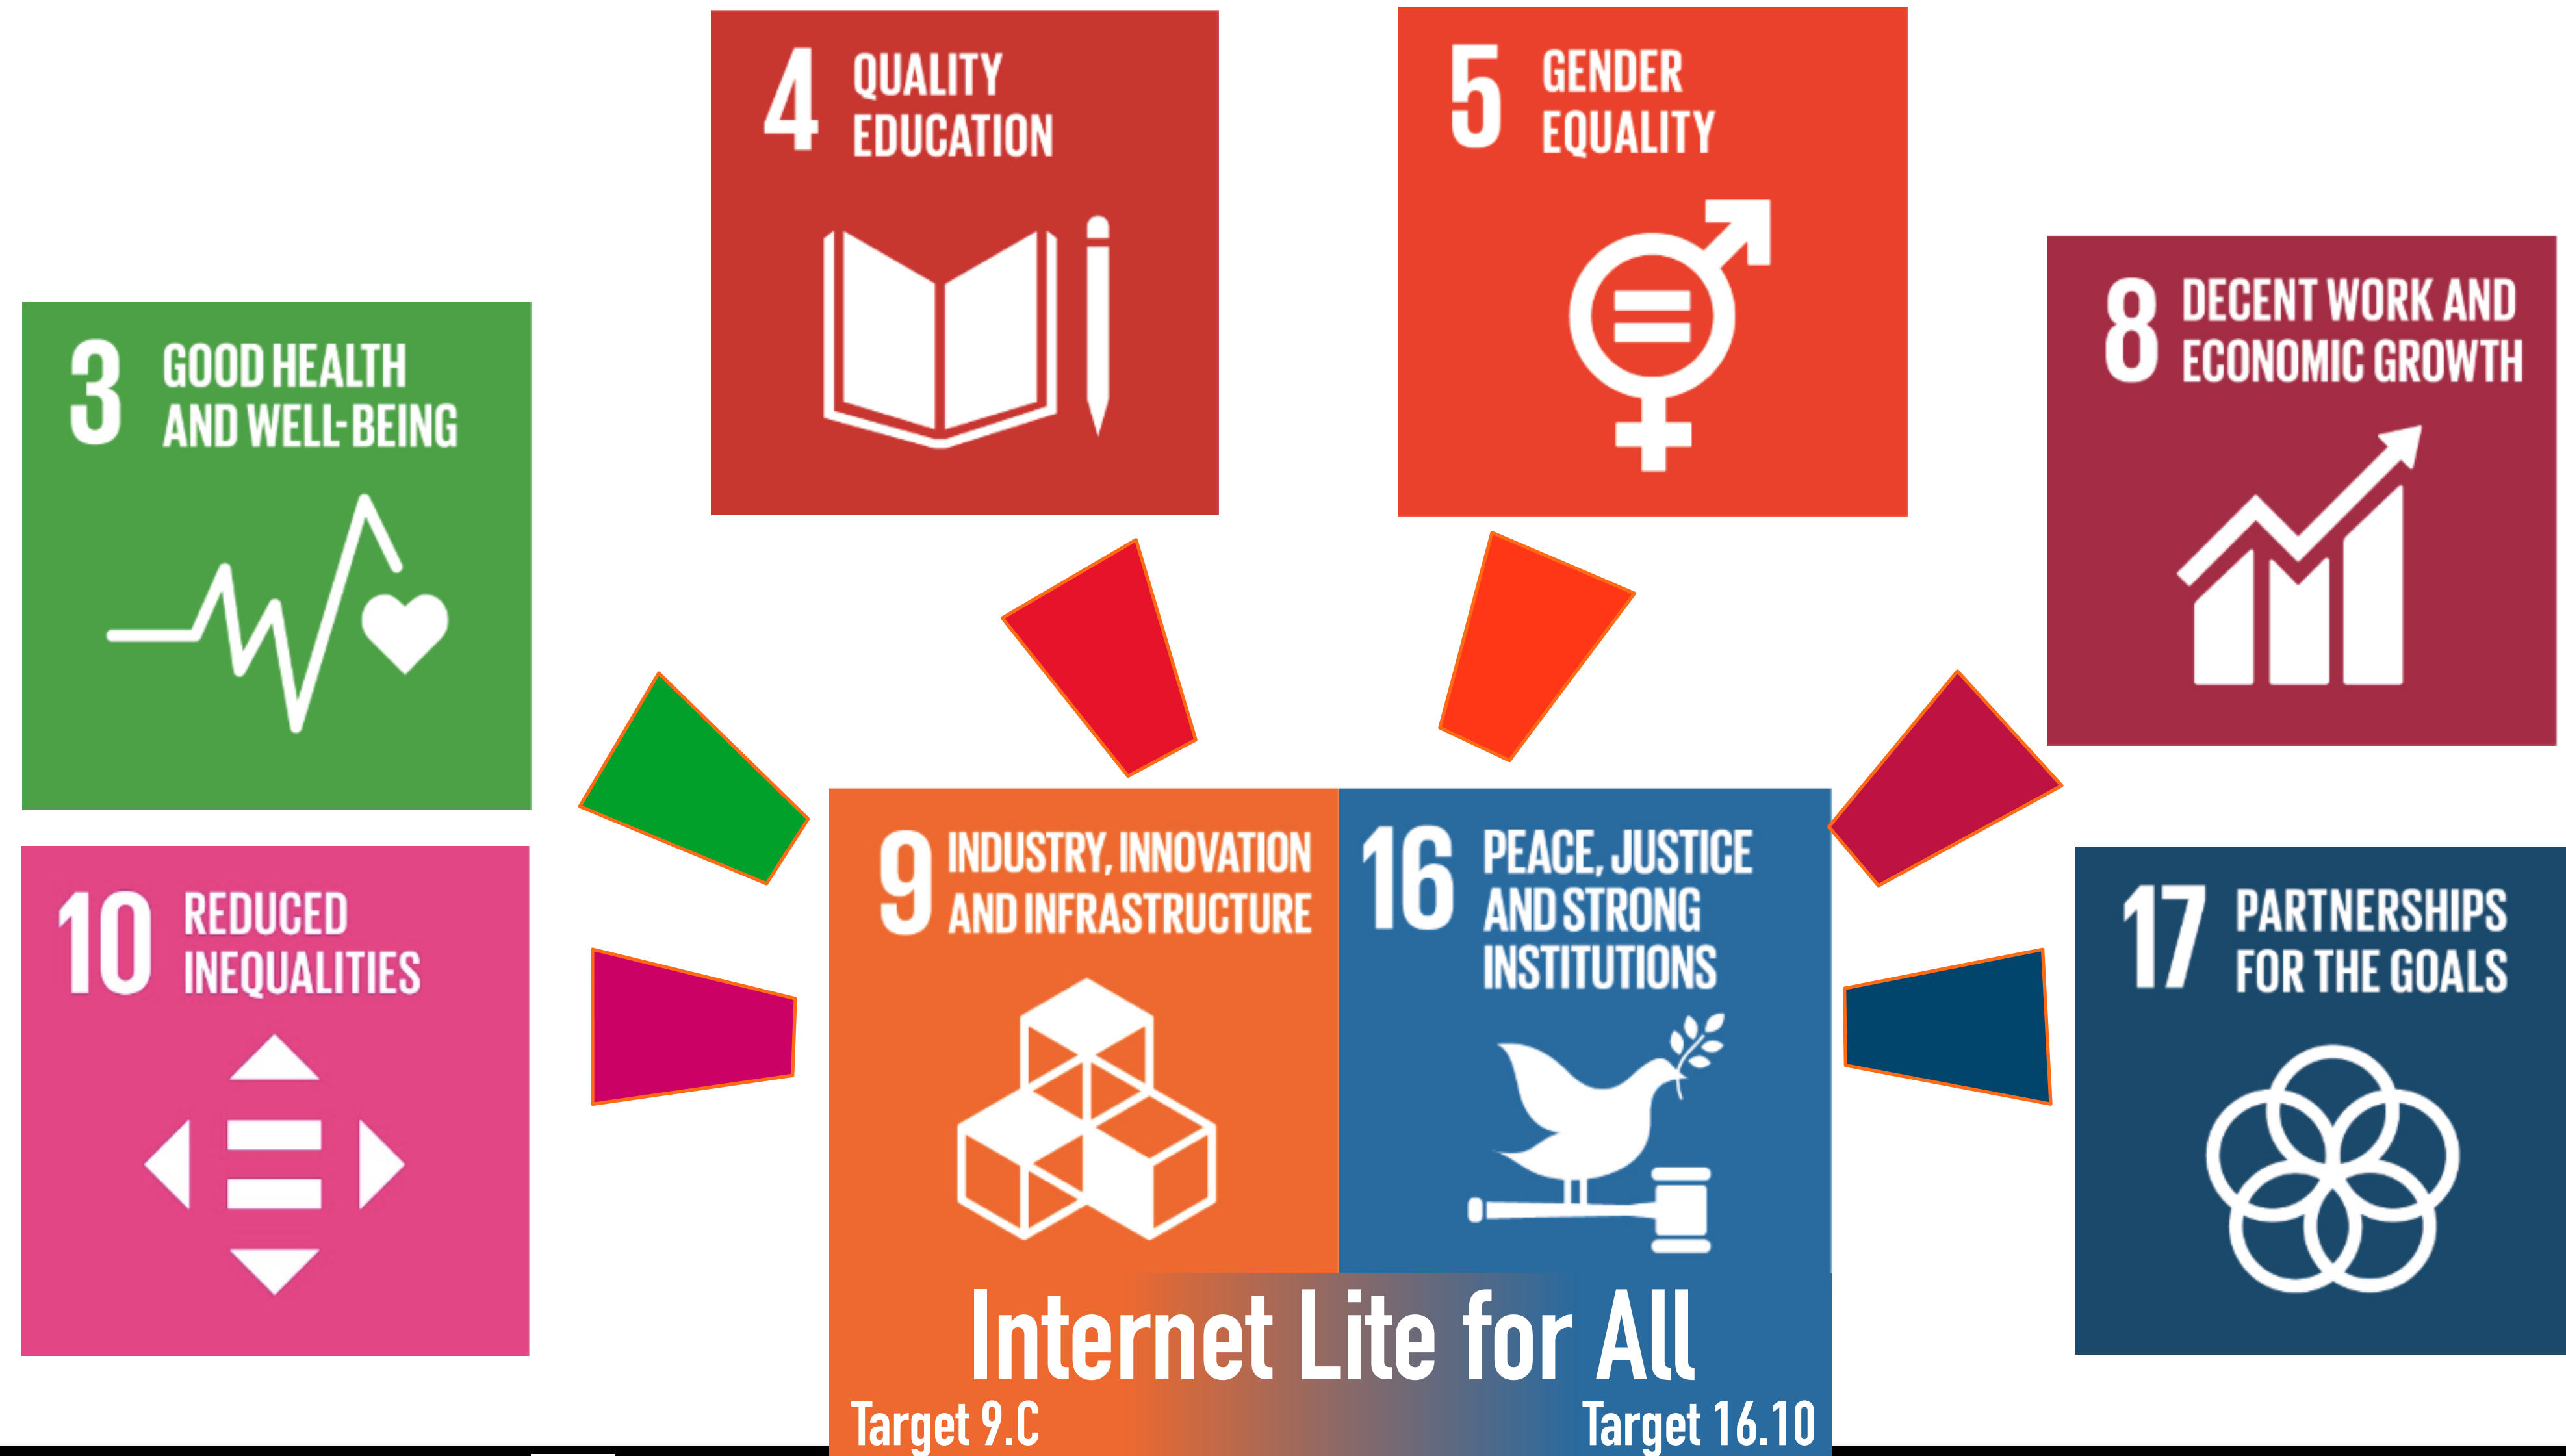 4 QUALITY
EDUCATION
5 GENDER
EQUALITY
3 GOOD HEALTH
AND WELL-BEING
8 DECENT WORK AND
ECONOMIC GROWTH
10 REDUCED
INEQUALITIES
9 INDUSTRY, INNOVATION
AND INFRASTRUCTURE
16 PEACE, JUSTICE
AND STRONG
INSTITUTIONS
17 PARTNERSHIPS
FOR THE GOALS
Internet Lite for All
Target 9.C
Target 16.10